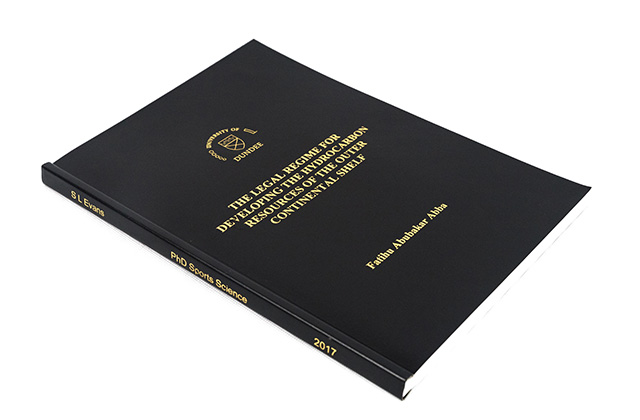 UNIVERSITY OF
DUNDEE
THE LEGAL REGIME FOR
DEVELOPING THE HYDROCARBON
RESOURCES OF THE OUTER
CONTINENTAL SHELF
Fatihu Abubakar Abba
S L Evans
PhD Sports Science
2017